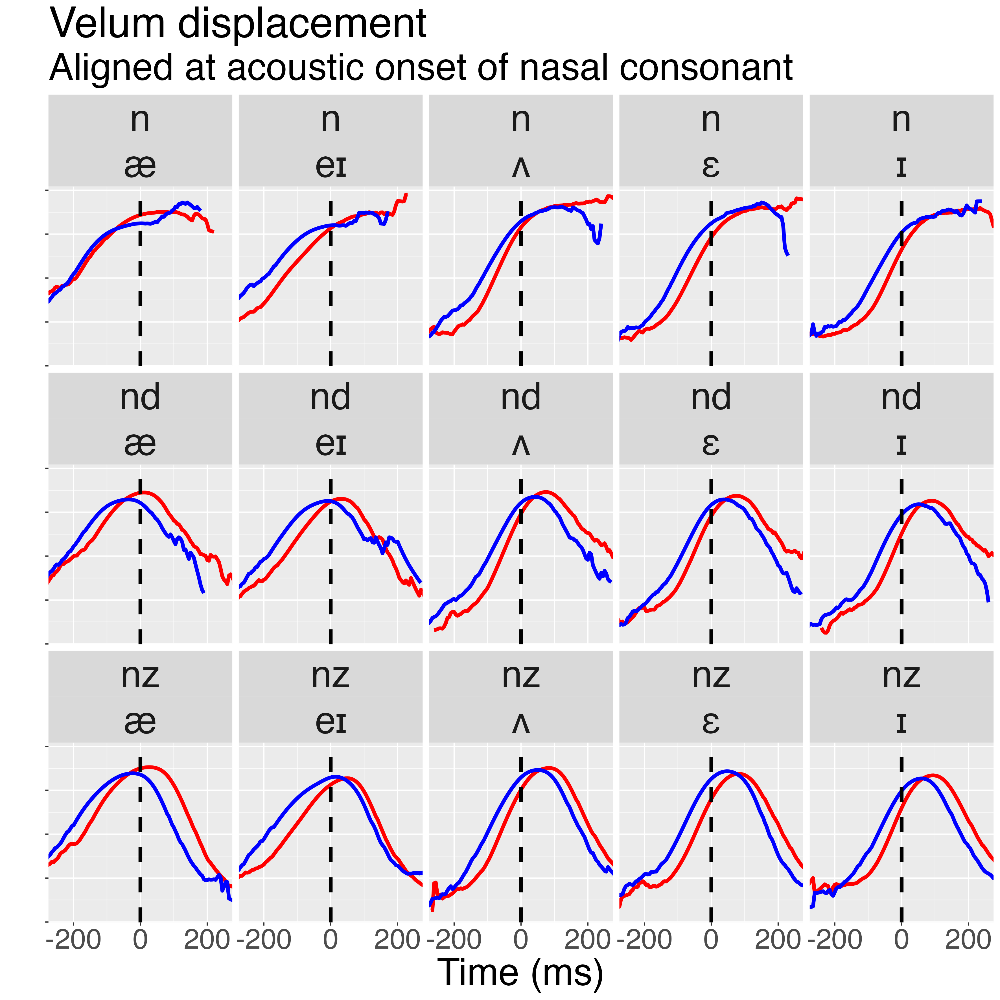 Velum displacement
Aligned at acoustic onset of nasal consonant
n n n n n
æ eɪ ʌ ɛ ɪ
nd nd nd nd nd
æ eɪ ʌ ɛ ɪ
nz nz nz nz nz
æ eɪ ʌ ɛ ɪ
-200 0 200 -200 0 200 -200 0 200 -200 0 200 -200 0 200
Time (ms)